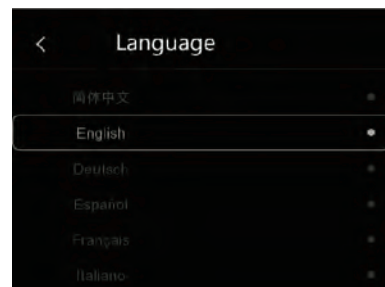 Language
简体中文
English
Deutsch
Español
Français
Italiano